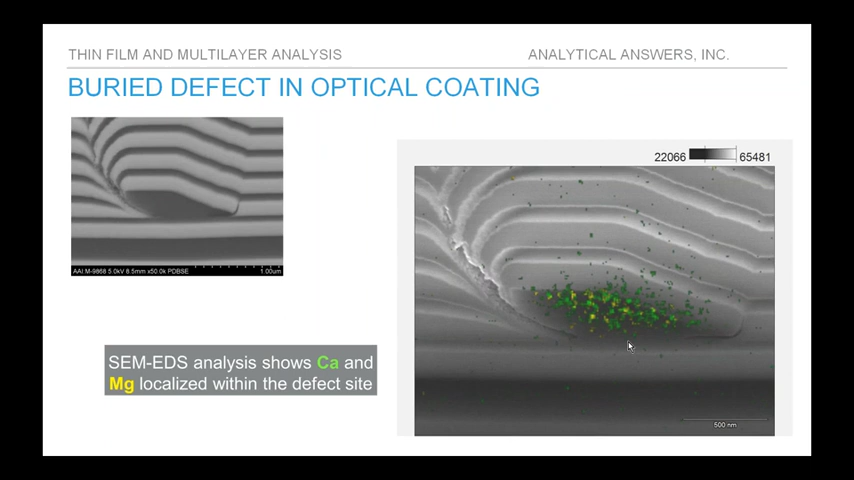 THIN FILM AND MULTILAYER ANALYSIS
ANALYTICAL ANSWERS, INC.
BURIED DEFECT IN OPTICAL COATING
22066 65481
AAI M-9868 5.0kV 8.5mm x50.0k PDBSE 1.00um
SEM-EDS analysis shows Ca and
Mg localized within the defect site
500 nm